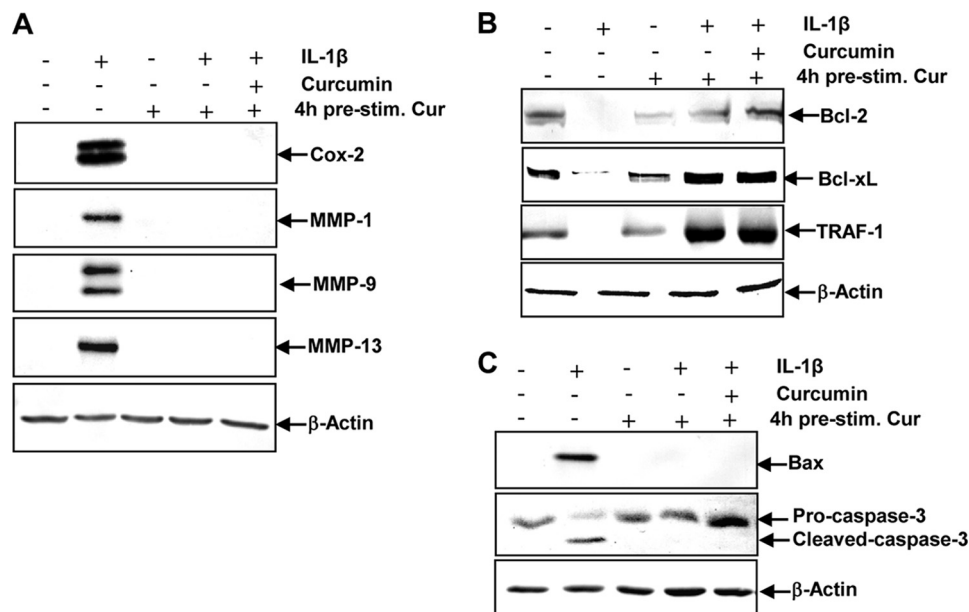 A
- + - + + IL-1β
- - - - + Curcumin
- - + + + 4h pre-stim. Cur
Cox-2
MMP-1
MMP-9
MMP-13
β-Actin
B
- + - + + IL-1β
- - - - + Curcumin
- - + + + 4h pre-stim. Cur
Bcl-2
Bcl-xL
TRAF-1
β-Actin
C
- + - + + IL-1β
- - - - + Curcumin
- - + + + 4h pre-stim. Cur
Bax
Pro-caspase-3
Cleaved-caspase-3
β-Actin